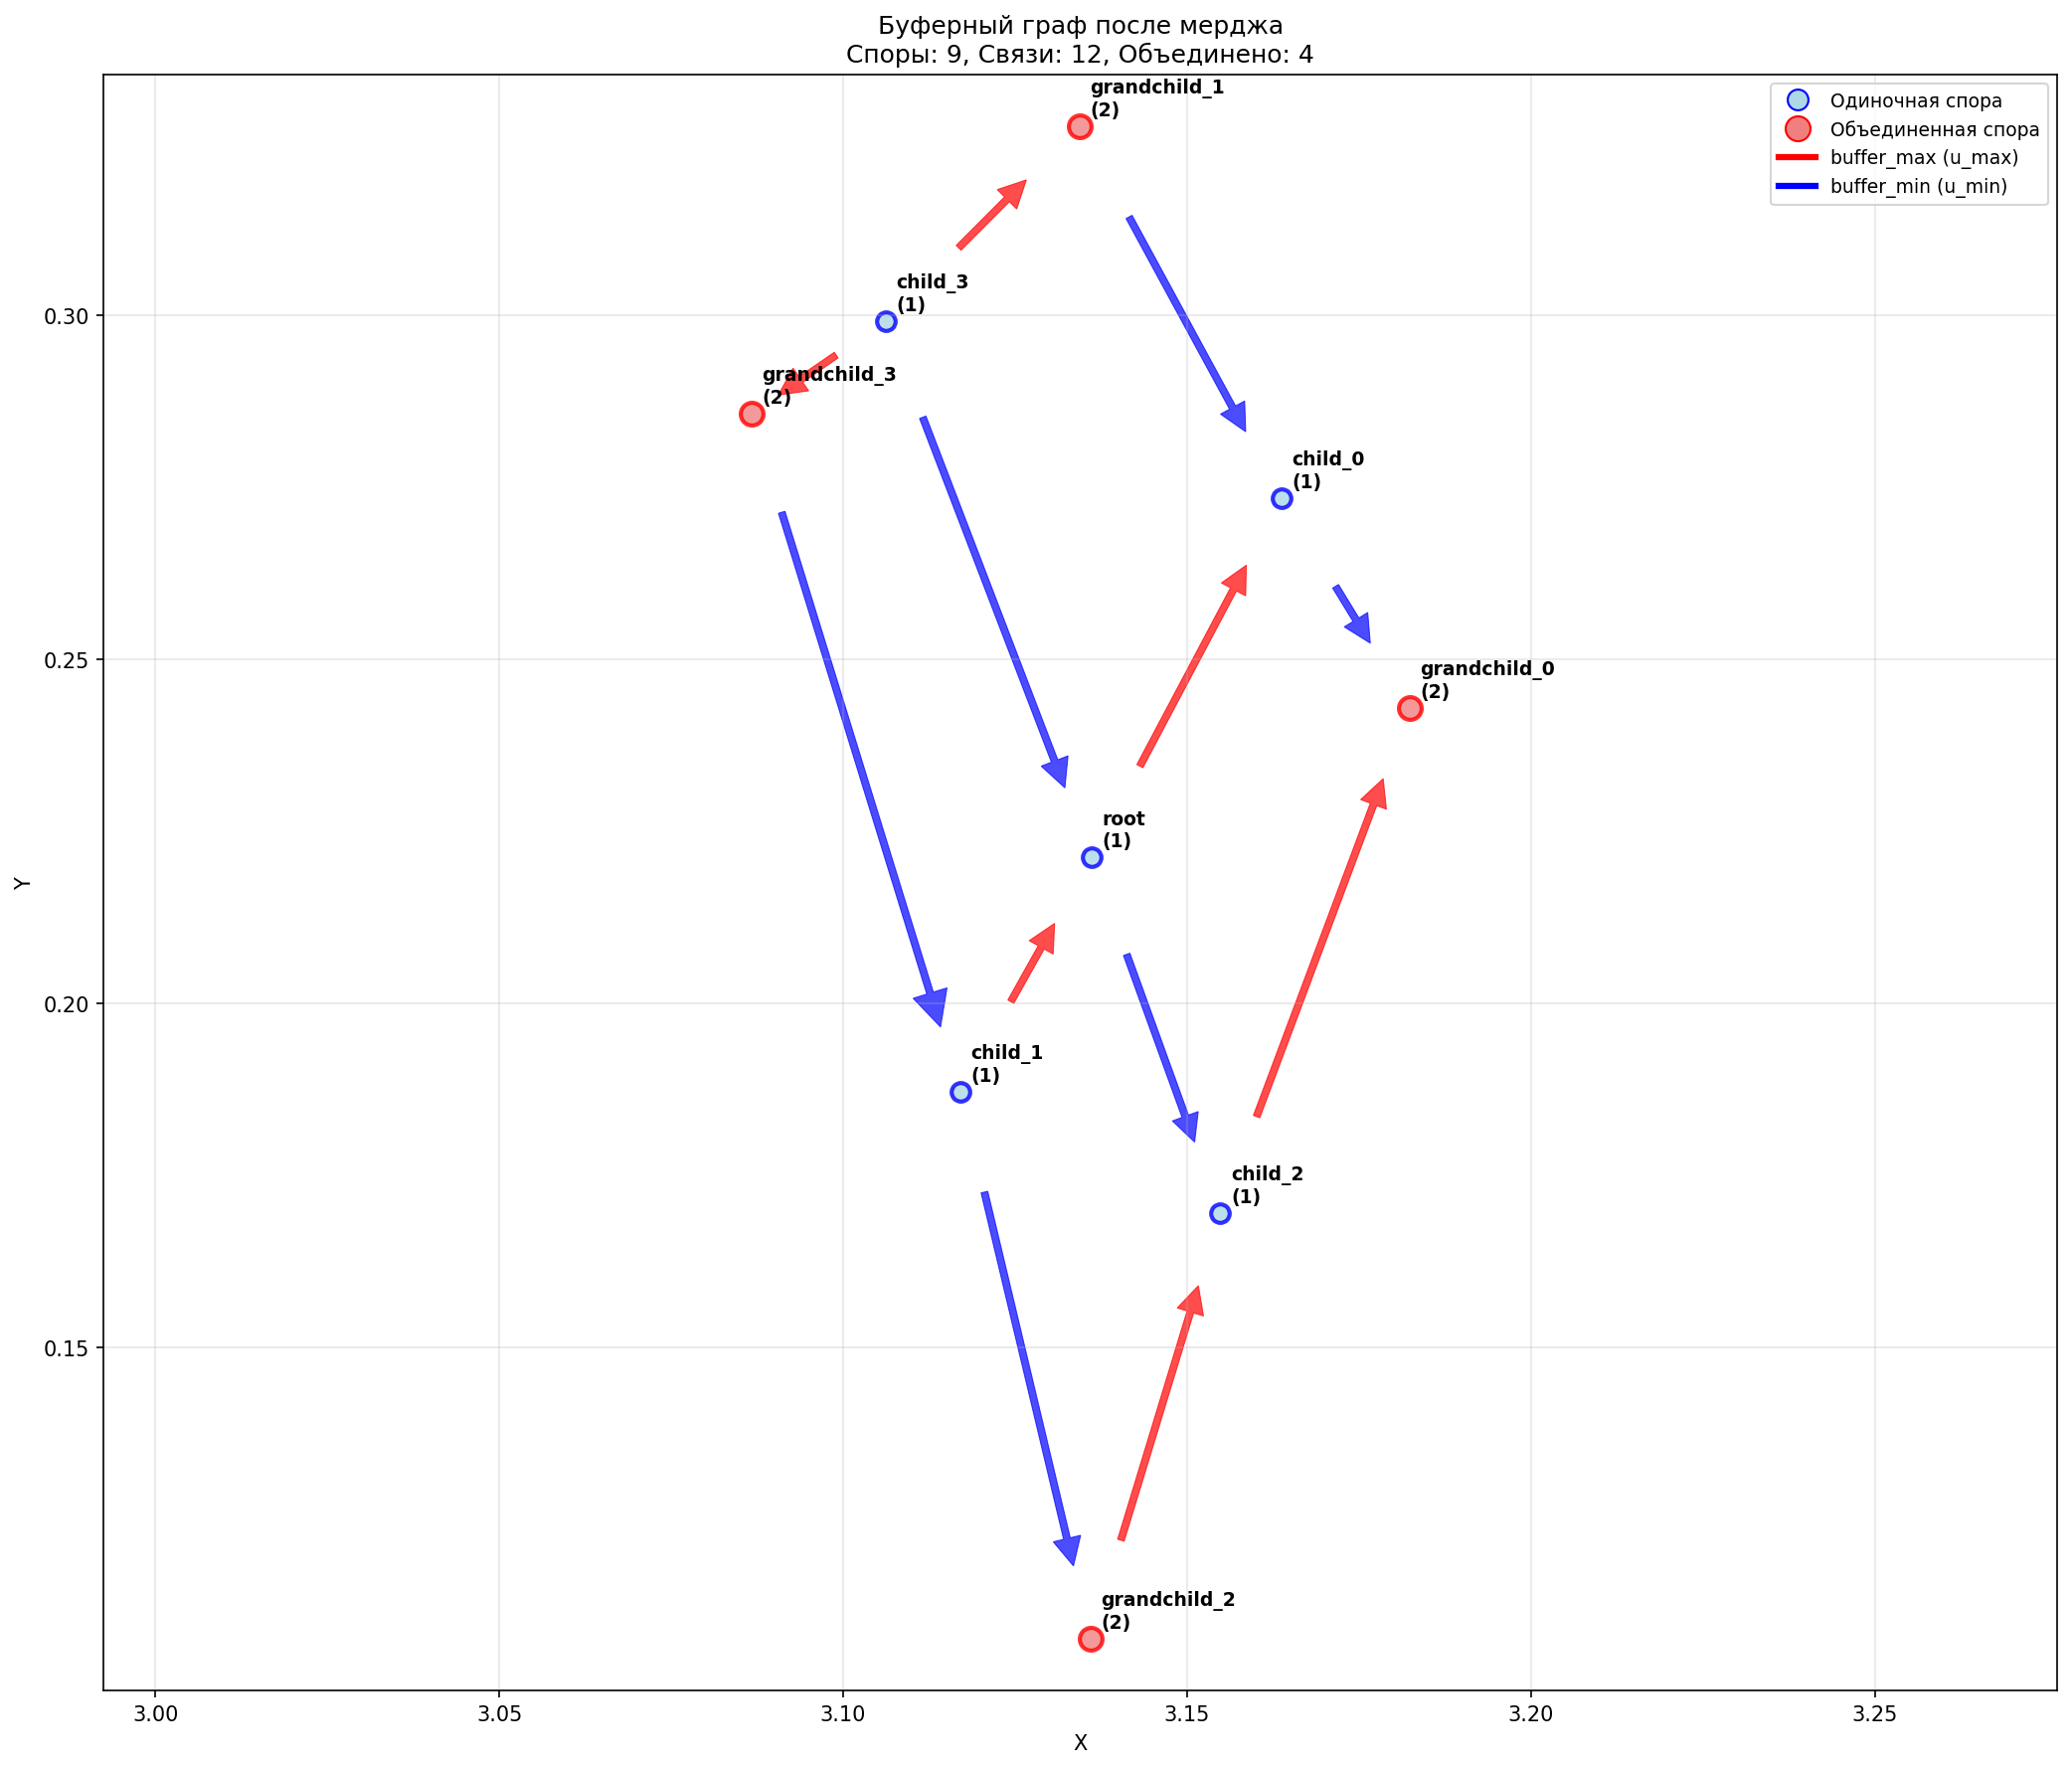 Буферный граф после мерджа
Споры: 9, Связи: 12, Объединено: 4
Одиночная спора
Объединенная спора
buffer_max (u_max)
buffer_min (u_min)
grandchild_1
(2)
child_3
(1)
grandchild_3
(2)
child_0
(1)
grandchild_0
(2)
root
(1)
child_1
(1)
child_2
(1)
grandchild_2
(2)
0.30
0.25
0.20
0.15
Y
3.00
3.05
3.10
3.15
3.20
3.25
X